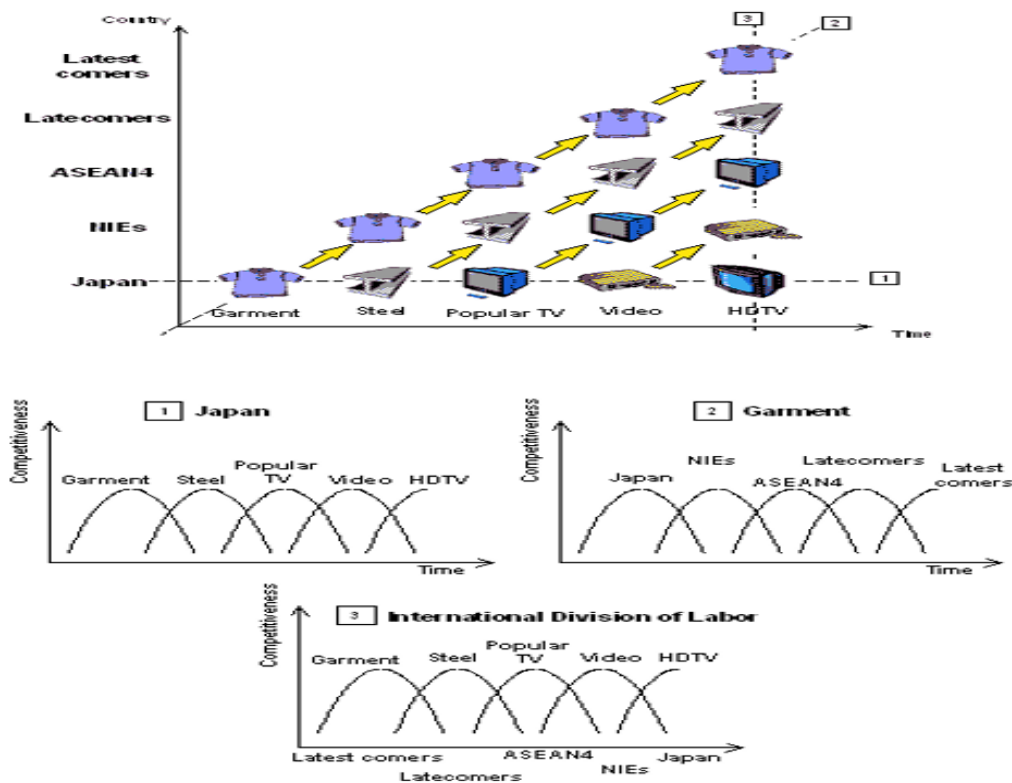 Country
3
2
Latest
comers
Latecomers
ASEAN4
NIEs
Japan
1
Garment
Steel
Popular TV
Video
HDTV
Time
1 Japan
Competitiveness
Garment
Steel
Popular
TV
Video
HDTV
Time
2 Garment
Competitiveness
Japan
NIEs
ASEAN4
Latecomers
Latest
comers
Time
3 International Division of Labor
Competitiveness
Garment
Steel
Popular
TV
Video
HDTV
Latest comers
Latecomers
ASEAN4
NIEs
Japan